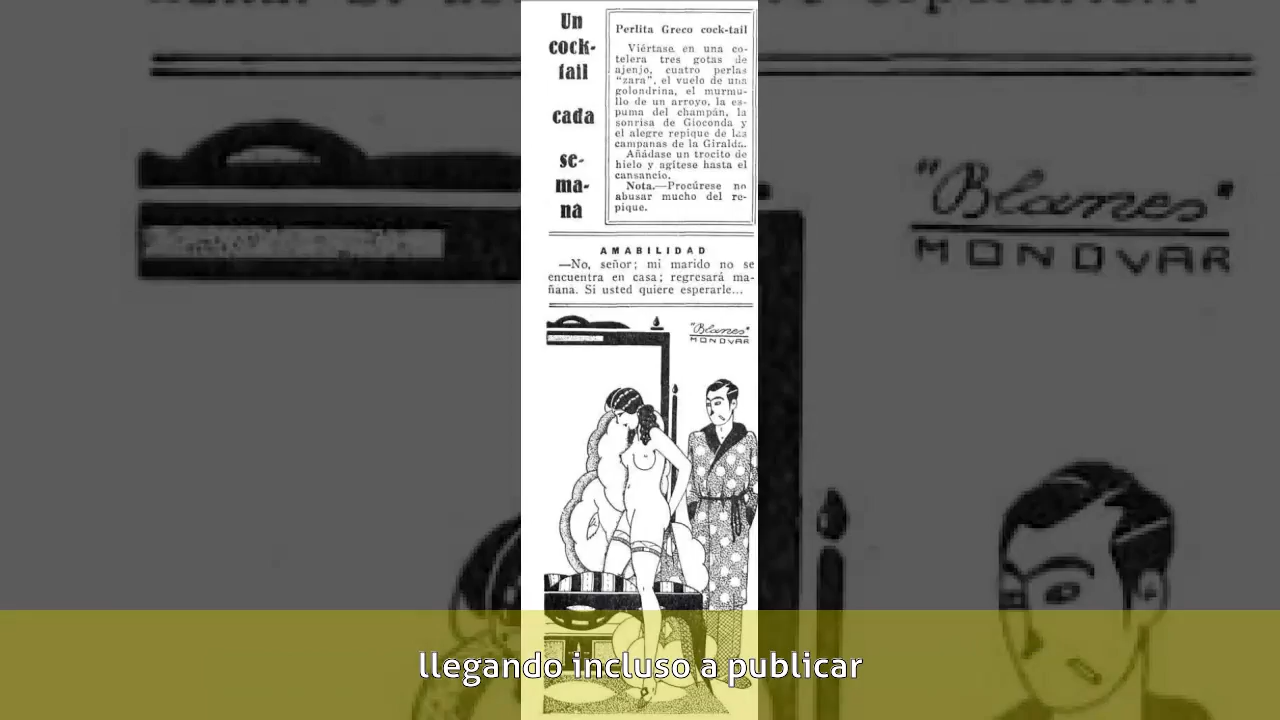 Un
cock-
tail
cada
se-
ma-
na
Perlita Greco cock-tail
Viértase en una co-
telera tres gotas de
ajenjo, cuatro perlas
"zara", el vuelo de una
golondrina, el murmu-
llo de un arroyo, la es-
puma del champán, la
sonrisa de Gioconda y
el alegre repique de las
campanas de la Giralda.
Añádase un trocito de
hielo y agítese hasta el
cansancio.
Nota.—Procúrese no
abusar mucho del re-
pique.
AMABILIDAD
—No, señor; mi marido no se
encuentra en casa; regresará ma-
ñana. Si usted quiere esperarle...
"Blanes"
MONOVAR
"Blanes"
MONOVAR
llegando incluso a publicar